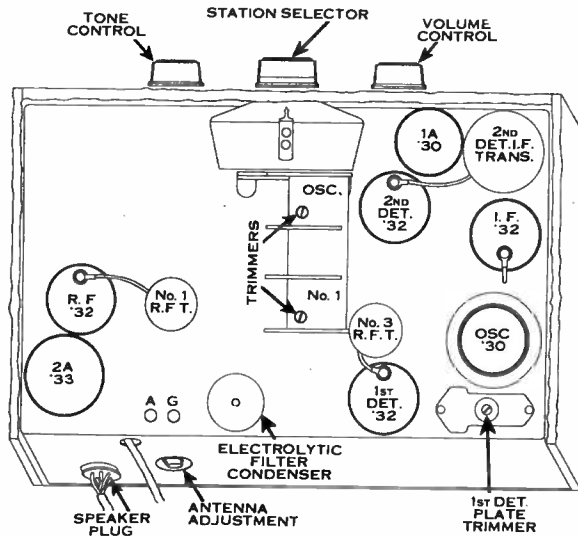 TONE
CONTROL
STATION SELECTOR
VOLUME
CONTROL
1A
'30
2ND
DET. I.F.
TRANS.
OSC.
2ND
DET.
'32
I. F.
'32
TRIMMERS
R. F
'32
No. 1
R.F.T.
No. 1
No. 3
R.F.T.
OSC
'30
2A
'33
A G
1ST
DET.
'32
ELECTROLYTIC
FILTER
CONDENSER
SPEAKER
PLUG
ANTENNA
ADJUSTMENT
1ST DET.
PLATE
TRIMMER